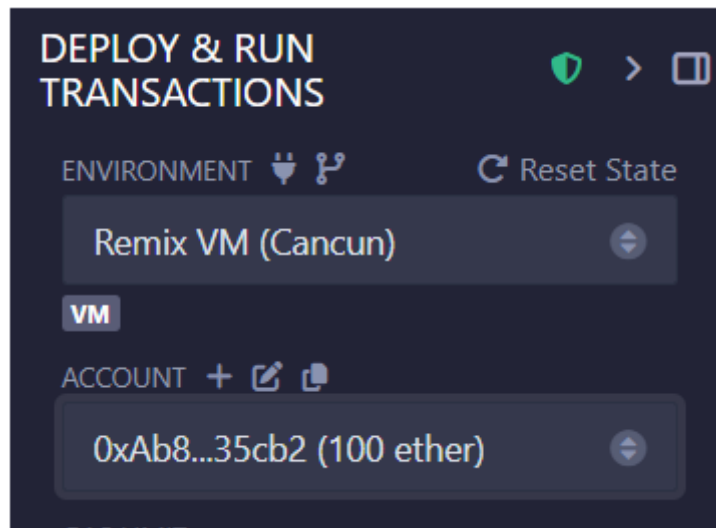 DEPLOY & RUN
TRANSACTIONS
ENVIRONMENT Reset State
Remix VM (Cancun)
VM
ACCOUNT
0xAb8...35cb2 (100 ether)